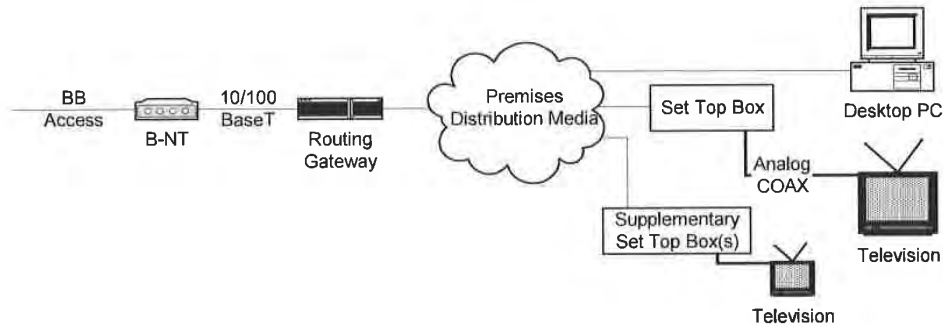 BB
Access
B-NT
10/100
BaseT
Routing
Gateway
Premises
Distribution Media
Set Top Box
Desktop PC
Analog
COAX
Television
Supplementary
Set Top Box(s)
Television